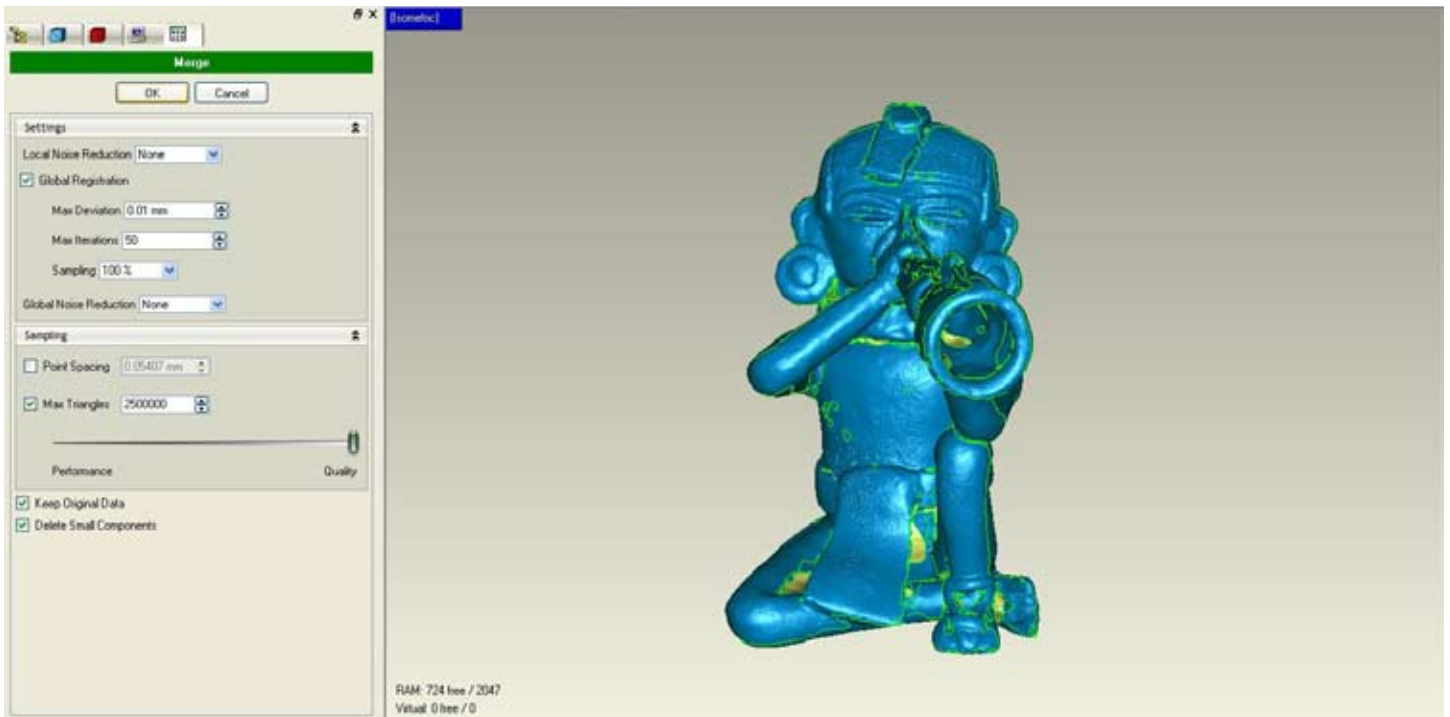 [Isometric]
Merge
OK Cancel
Settings
Local Noise Reduction None
Global Registration
Max Deviation 0.01 mm
Max Iterations 50
Sampling 100 %
Global Noise Reduction None
Sampling
Point Spacing 0.05407 mm
Max Triangles 2500000
Performance Quality
Keep Original Data
Delete Small Components
RAM: 724 free / 2047
Virtual: 0 free / 0